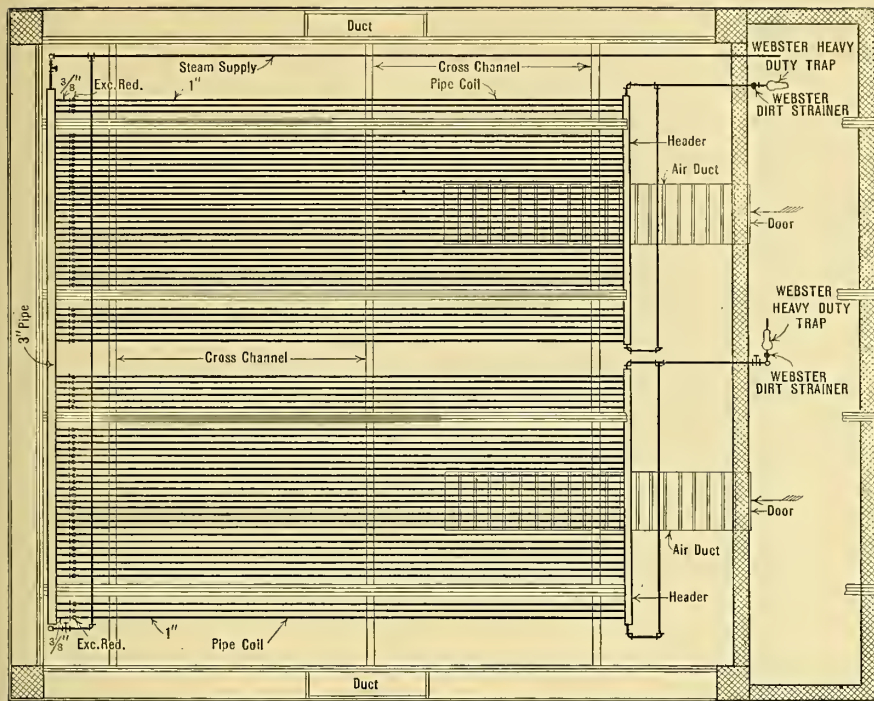 Duct
WEBSTER HEAVY
DUTY TRAP
Steam Supply
Cross Channel
3/8"
Exc.Red.
1"
Pipe Coil
WEBSTER
DIRT STRAINER
Header
Air Duct
Door
3" Pipe
WEBSTER
HEAVY DUTY
TRAP
Cross Channel
WEBSTER
DIRT STRAINER
Door
Air Duct
Header
3/8"
Exc.Red.
1"
Pipe Coil
Duct